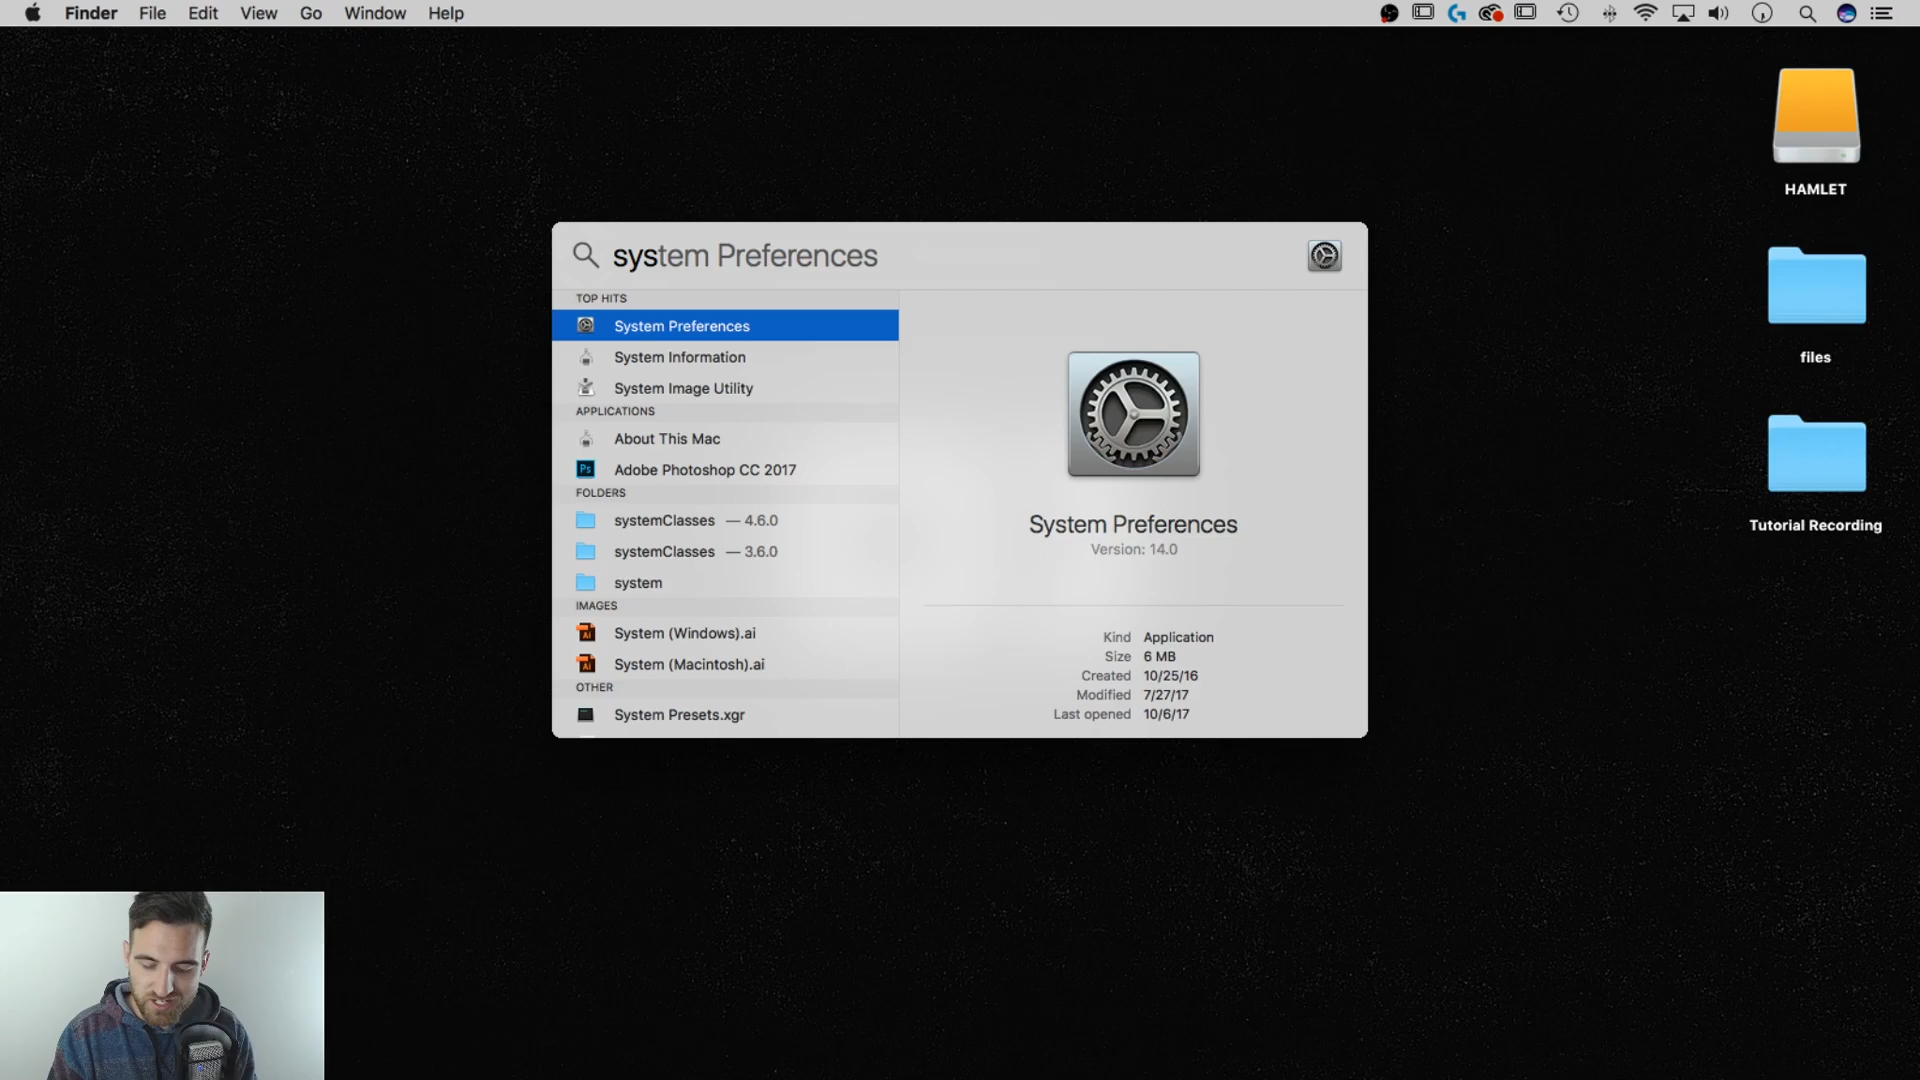 Finder File Edit View Go Window Help
HAMLET
files
Tutorial Recording
system Preferences
TOP HITS
System Preferences
System Information
System Image Utility
APPLICATIONS
About This Mac
Ps Adobe Photoshop CC 2017
FOLDERS
systemClasses — 4.6.0
systemClasses — 3.6.0
system
IMAGES
Ai System (Windows).ai
Ai System (Macintosh).ai
OTHER
System Presets.xgr
System Preferences
Version: 14.0
Kind Application
Size 6 MB
Created 10/25/16
Modified 7/27/17
Last opened 10/6/17